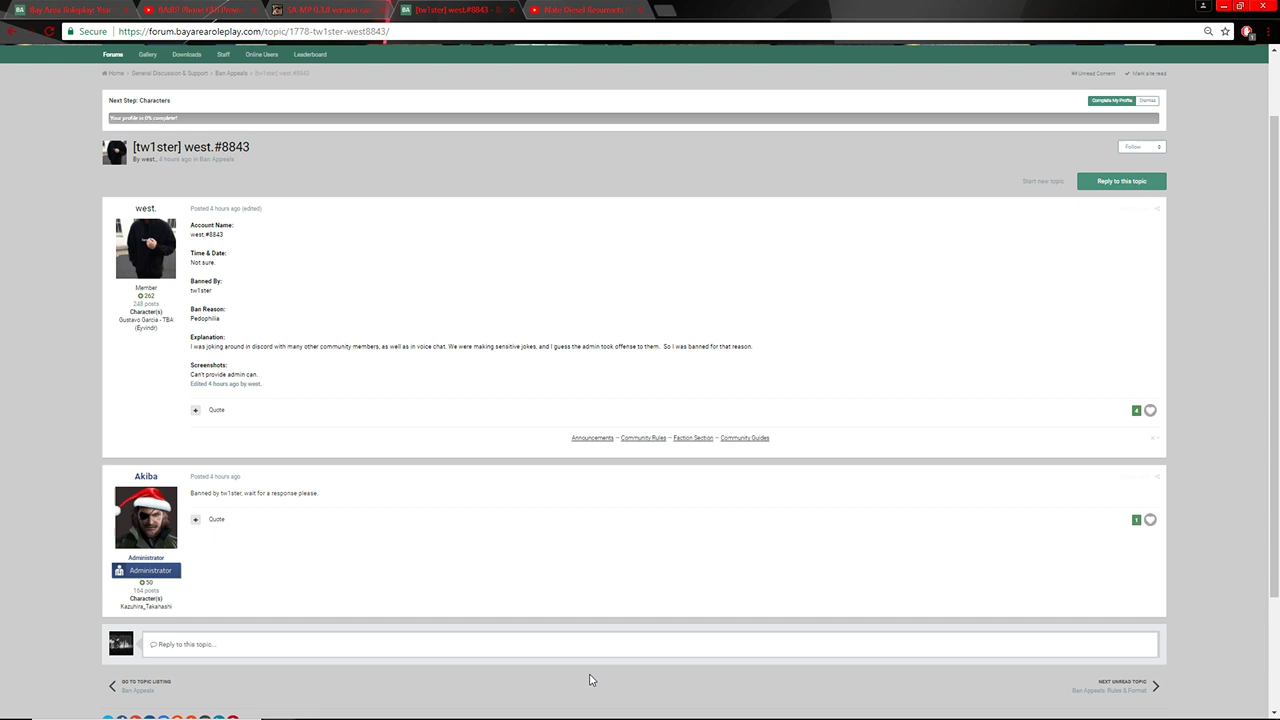 Bay Area Roleplay: Your
SA-MP 0.3.8 version can
[tw1ster] west.#8843 - B
Nate Diesel Resurrects
Secure https://forum.bayarearoleplay.com/topic/1778-tw1ster-west8843/
Forums Gallery Downloads Staff Online Users Leaderboard
Home General Discussion & Support Ban Appeals [tw1ster] west.#8843
Unread Content Mark site read
Next Step: Characters
Complete My Profile Dismiss
Your profile is 0% complete!
[tw1ster] west.#8843
By west., 4 hours ago in Ban Appeals
Follow
Start new topic Reply to this topic
west.
Posted 4 hours ago (edited)
Account Name:
west.#8843
Time & Date:
Not sure.
Banned By:
tw1ster
Ban Reason:
Pedophilia
Explanation:
I was joking around in discord with many other community members, as well as in voice chat. We were making sensitive jokes, and I guess the admin took offense to them. So I was banned for that reason.
Screenshots:
Can't provide admin can.
Edited 4 hours ago by west.
Member
262
248 posts
Character(s)
Gustavo Garcia - TBA
(Eyvindr)
+ Quote
4
Announcements -- Community Rules -- Faction Section -- Community Guides
Akiba
Posted 4 hours ago
Banned by tw1ster, wait for a response please.
+ Quote
1
Administrator
Administrator
50
164 posts
Character(s)
Kazuhira_Takahashi
Reply to this topic...
GO TO TOPIC LISTING
Ban Appeals
NEXT UNREAD TOPIC
Ban Appeals: Rules & Format